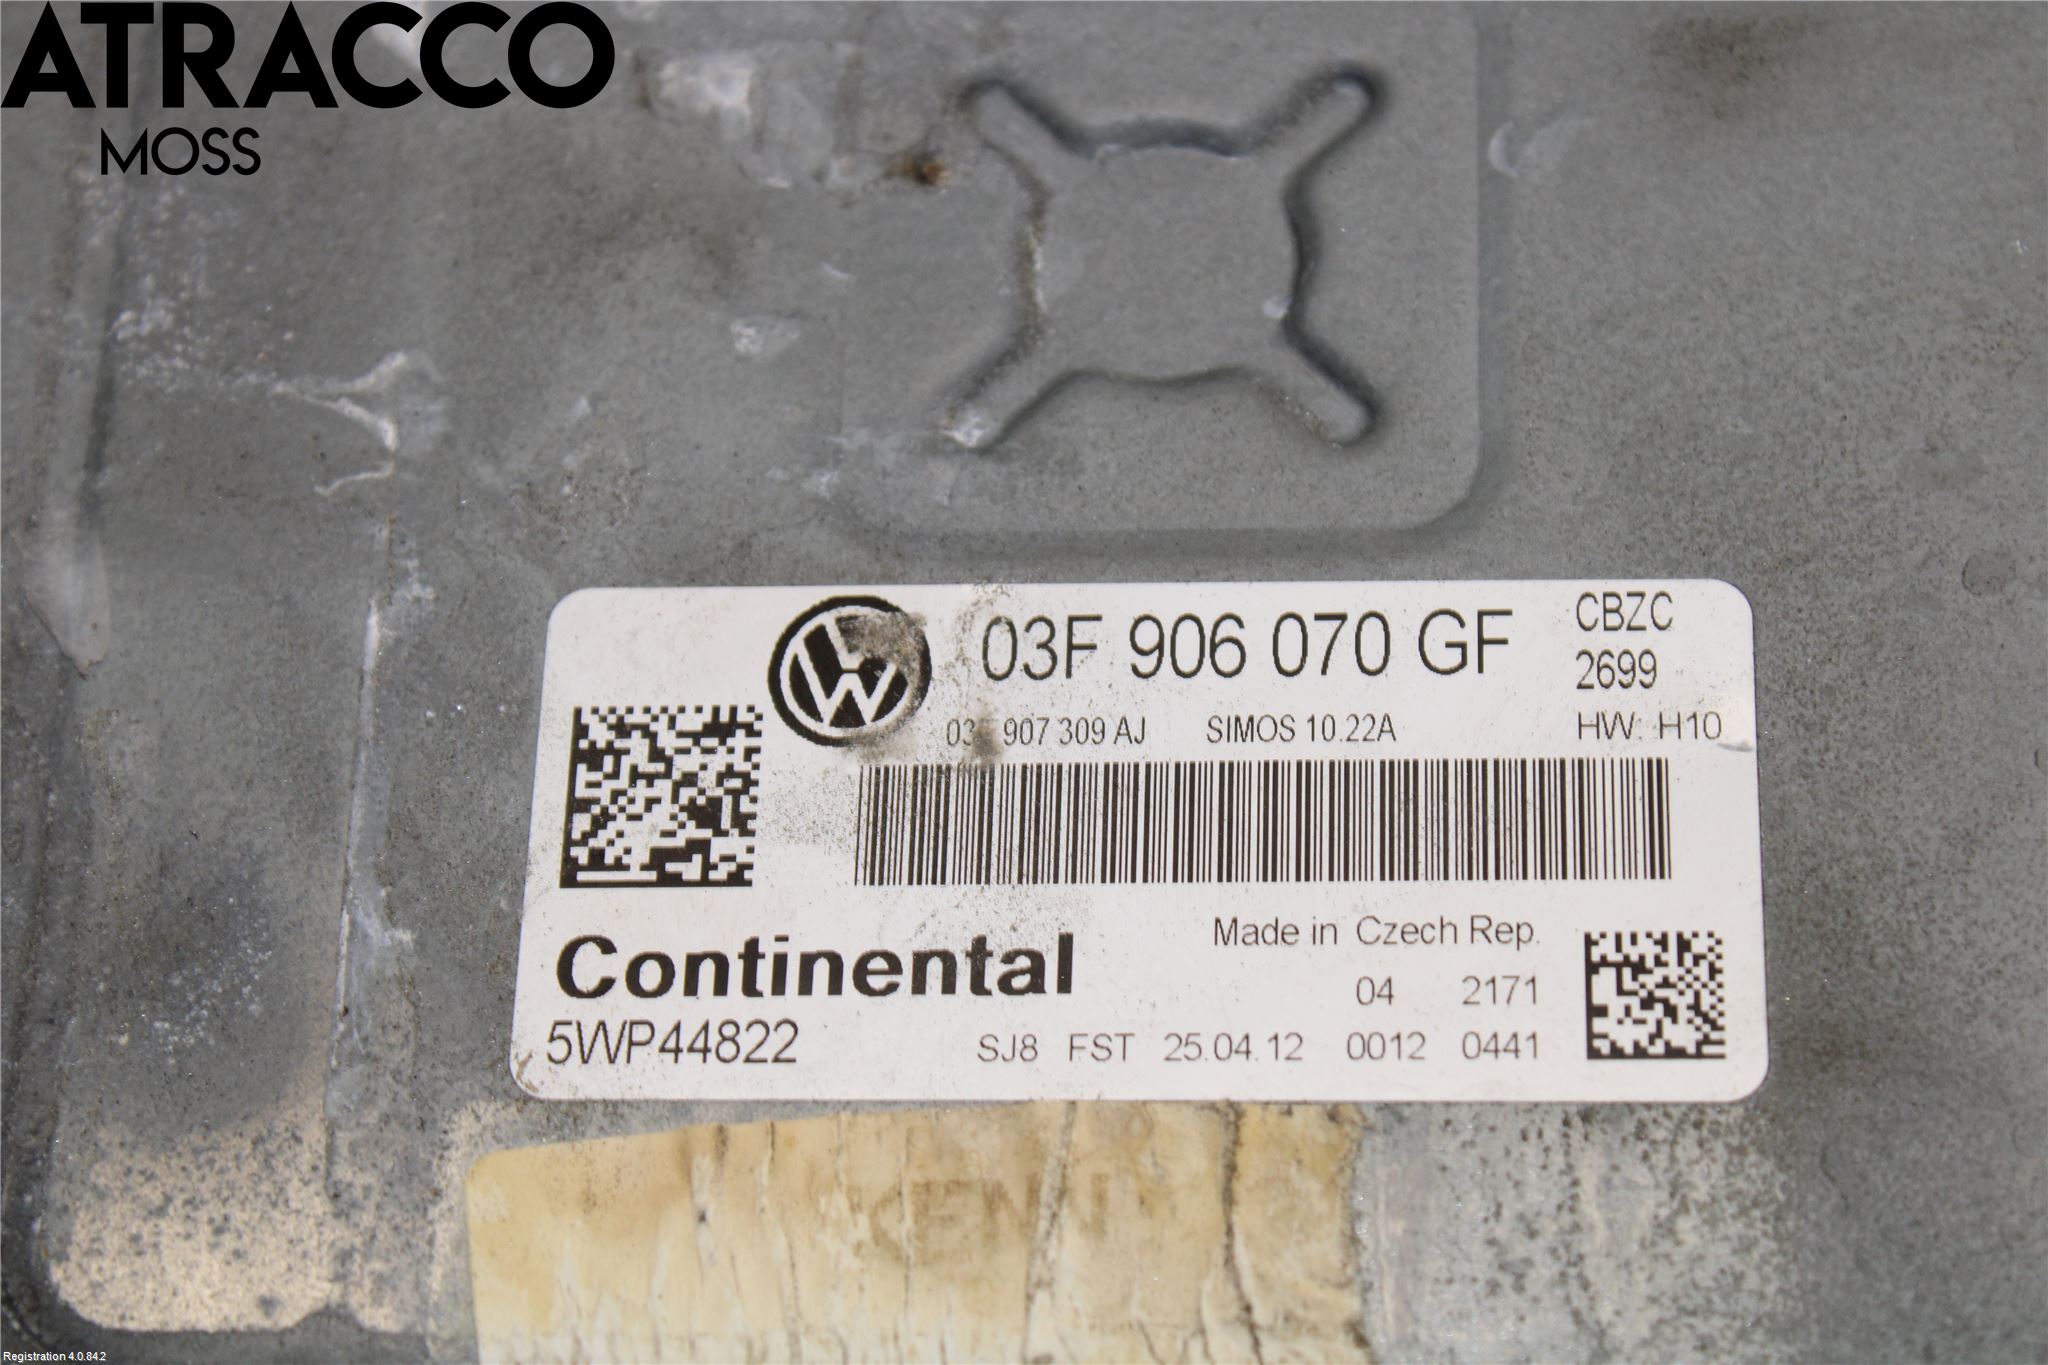 ATRACCO
MOSS
03F 906 070 GF
CBZC
2699
907 309 AJ SIMOS 10.22A HW: H10
Continental
Made in Czech Rep.
04 2171
5WP44822
SJ8 FST 25.04.12 0012 0441
Registration 4.0.84.2